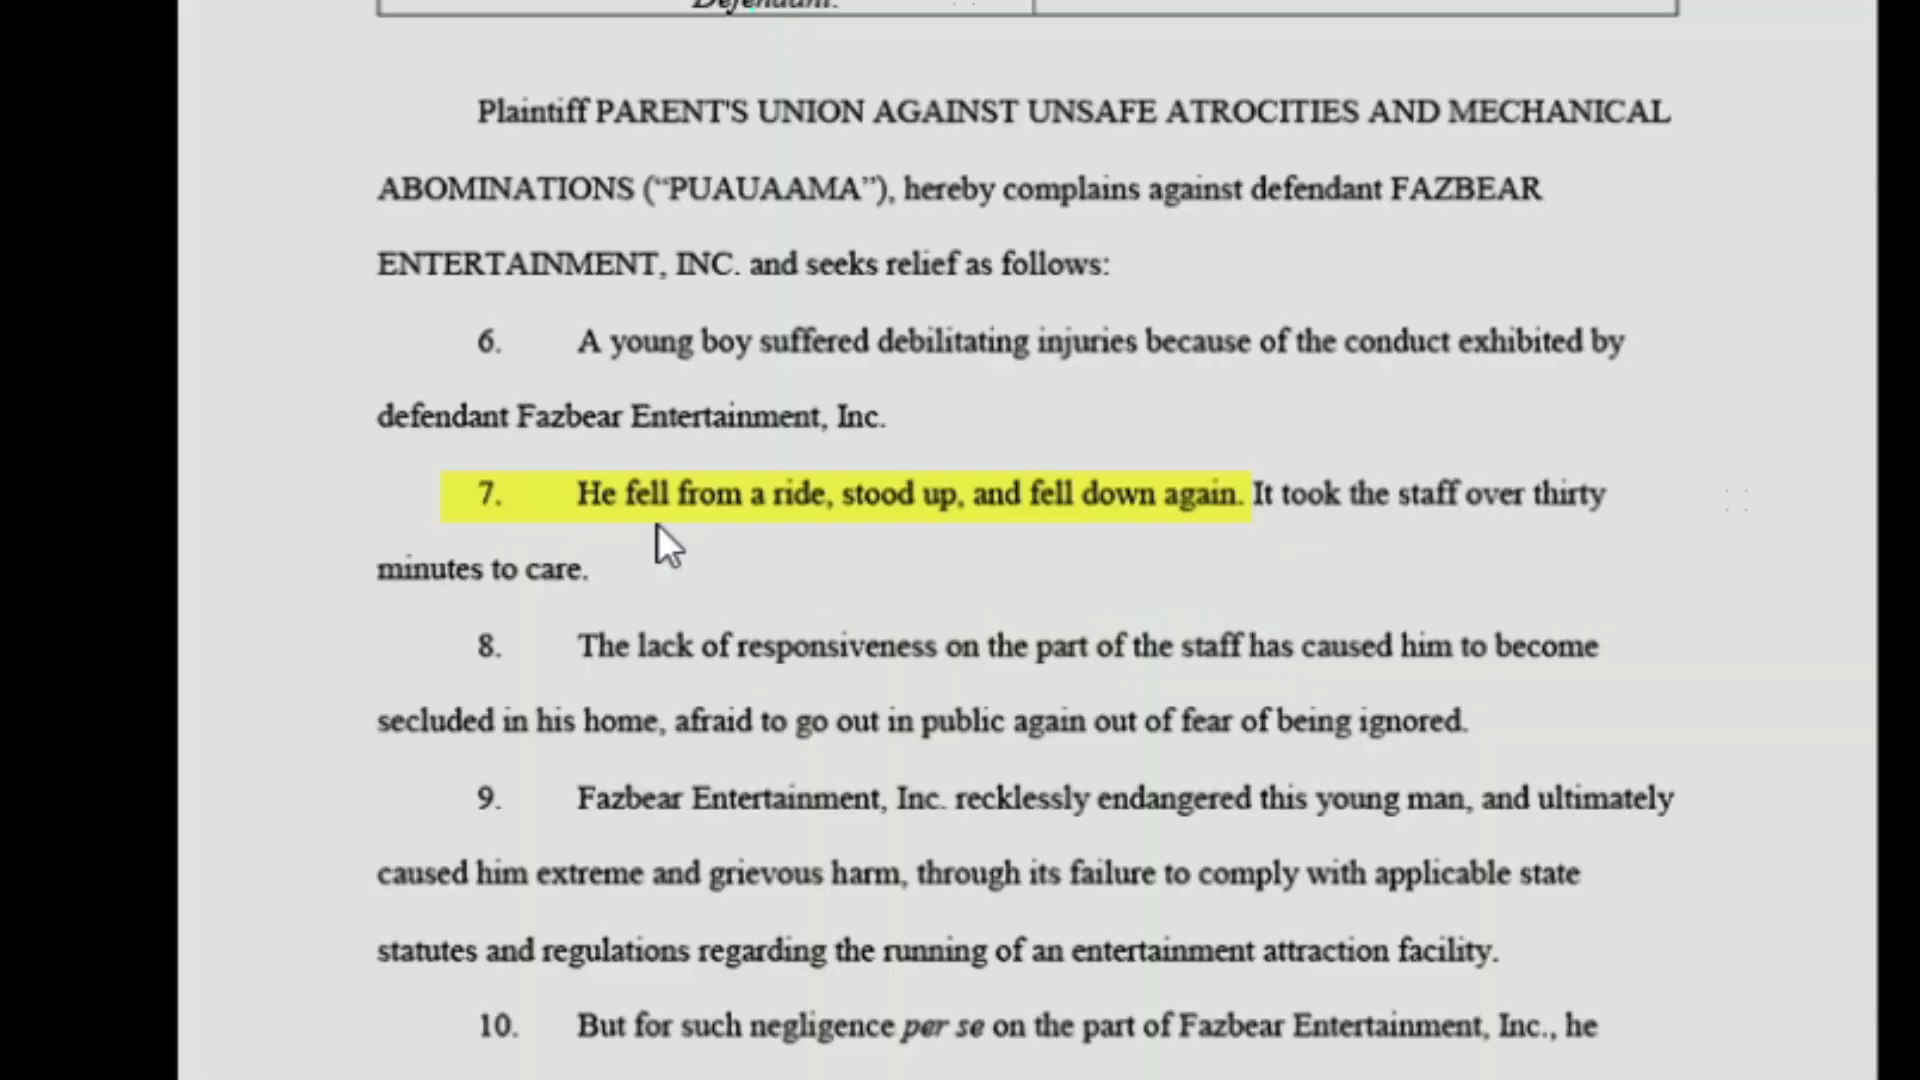 Defendant.
Plaintiff PARENT'S UNION AGAINST UNSAFE ATROCITIES AND MECHANICAL
ABOMINATIONS (“PUAUAAMA”), hereby complains against defendant FAZBEAR
ENTERTAINMENT, INC. and seeks relief as follows:
6. A young boy suffered debilitating injuries because of the conduct exhibited by
defendant Fazbear Entertainment, Inc.
7. He fell from a ride, stood up, and fell down again. It took the staff over thirty
minutes to care.
8. The lack of responsiveness on the part of the staff has caused him to become
secluded in his home, afraid to go out in public again out of fear of being ignored.
9. Fazbear Entertainment, Inc. recklessly endangered this young man, and ultimately
caused him extreme and grievous harm, through its failure to comply with applicable state
statutes and regulations regarding the running of an entertainment attraction facility.
10. But for such negligence per se on the part of Fazbear Entertainment, Inc., he